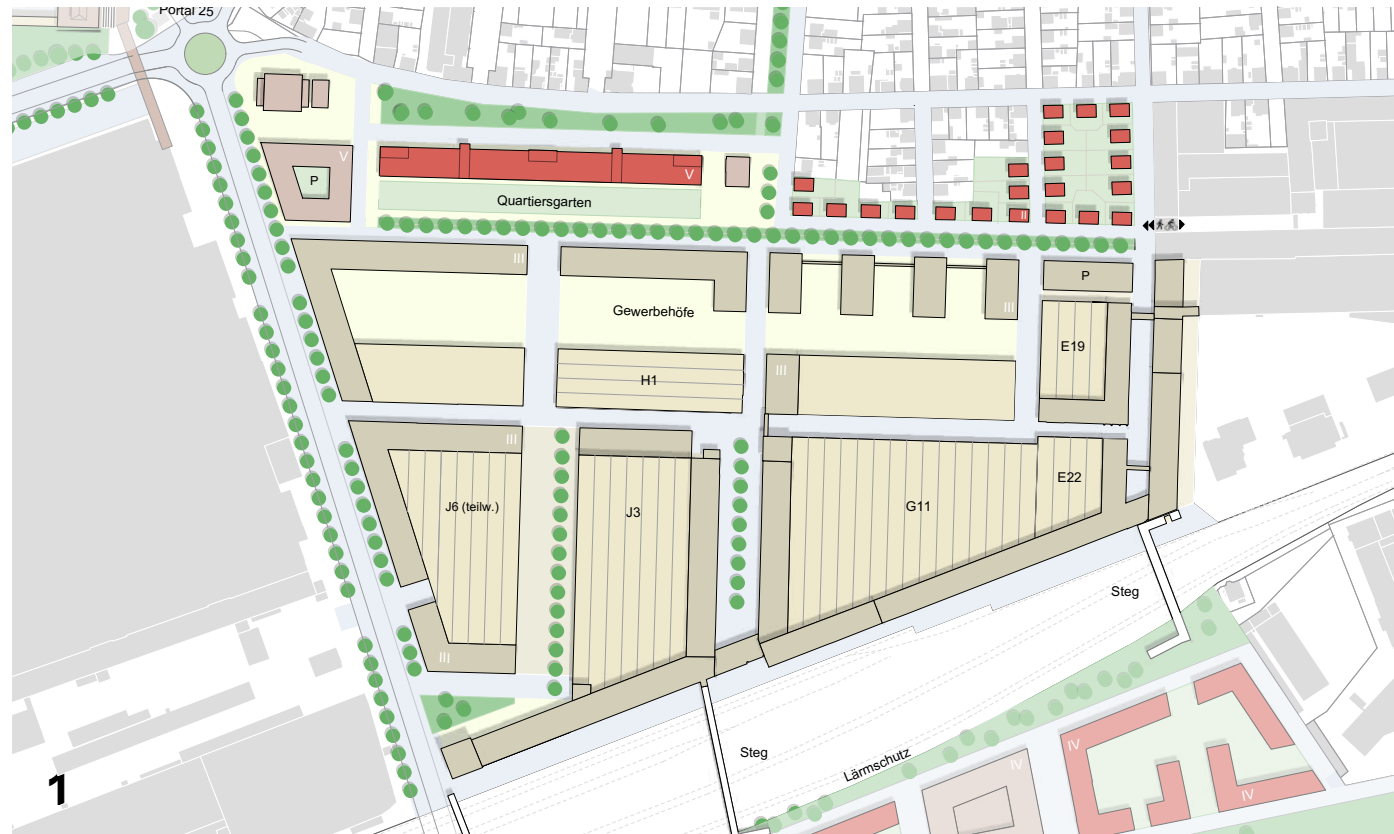 Portal 25
V
P
V
Quartiersgarten
II
III
Gewerbehöfe
III
P
E19
III
H1
III
J6 (teilw.)
J3
G11
E22
III
Steg
Steg
Lärmschutz
IV
IV
IV
1